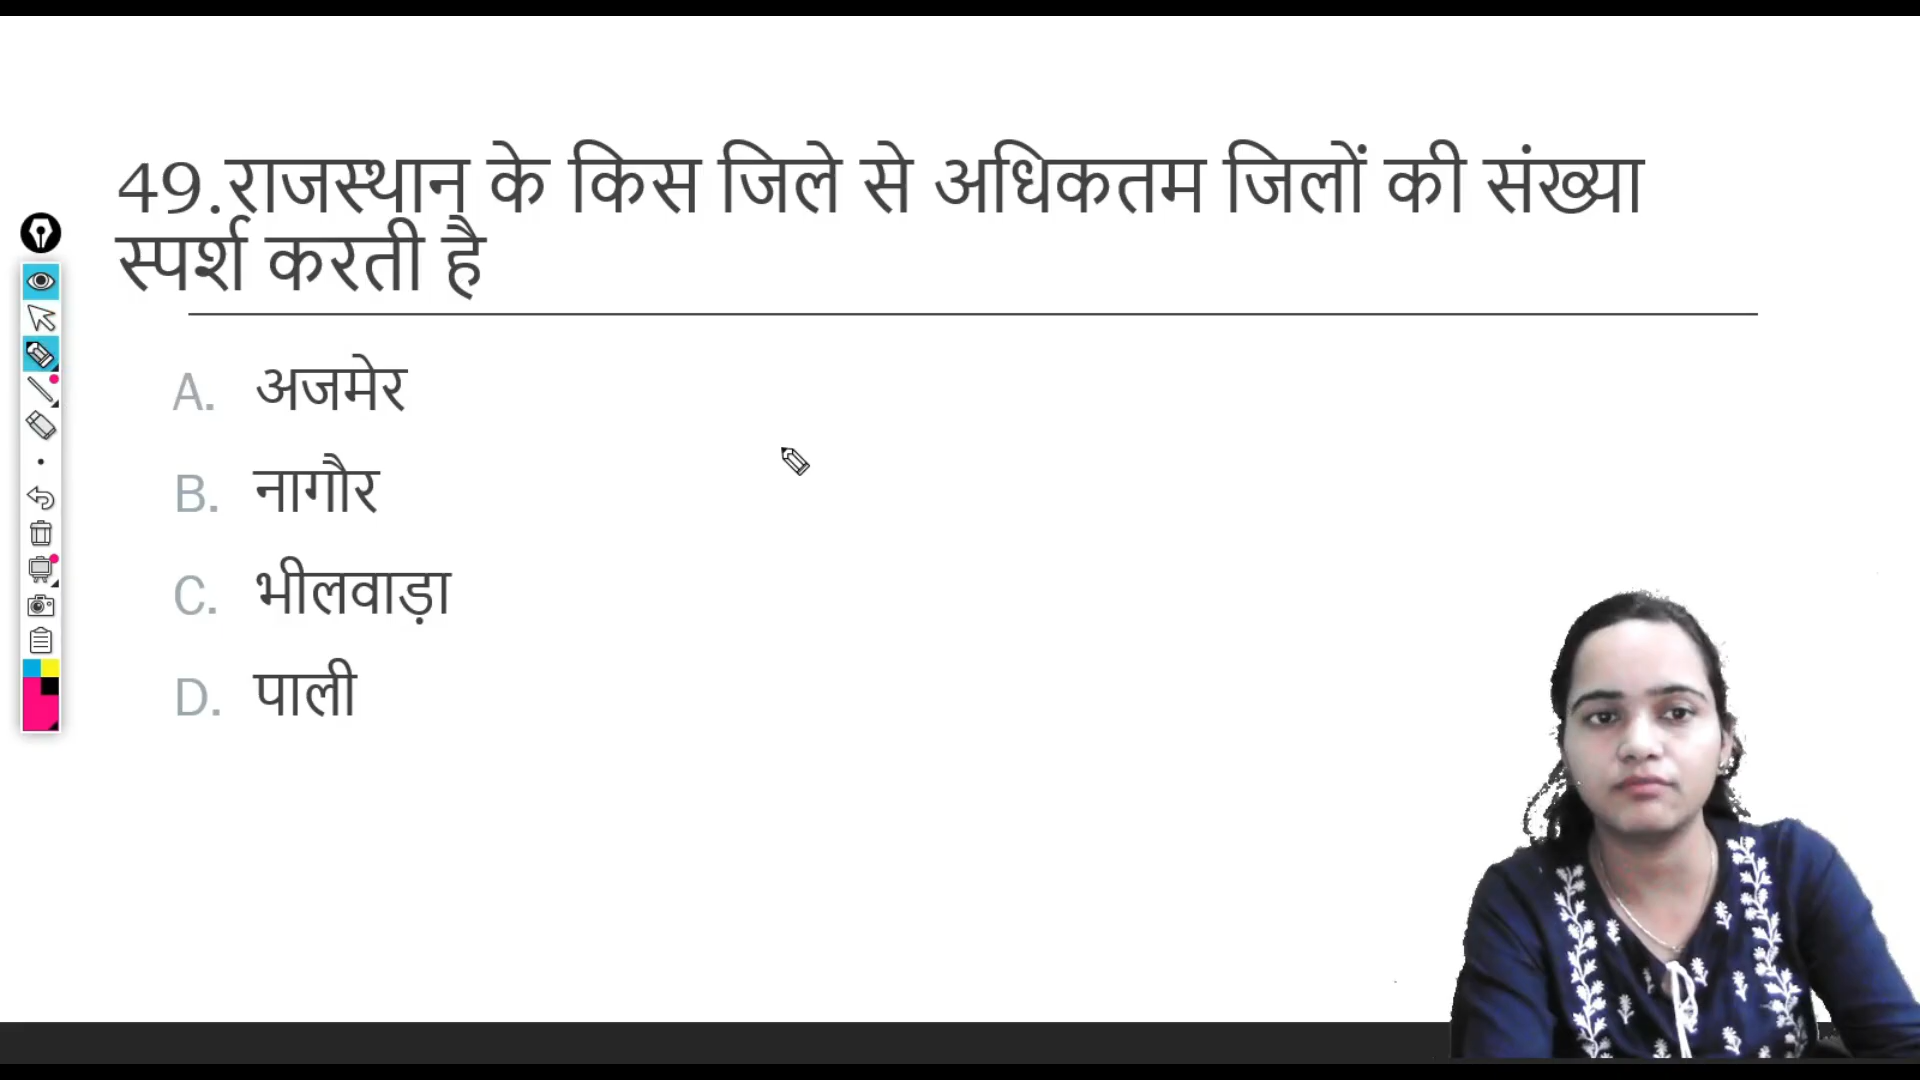 49.राजस्थान के किस जिले से अधिकतम जिलों की संख्या
स्पर्श करती है
A. अजमेर
B. नागौर
C. भीलवाड़ा
D. पाली